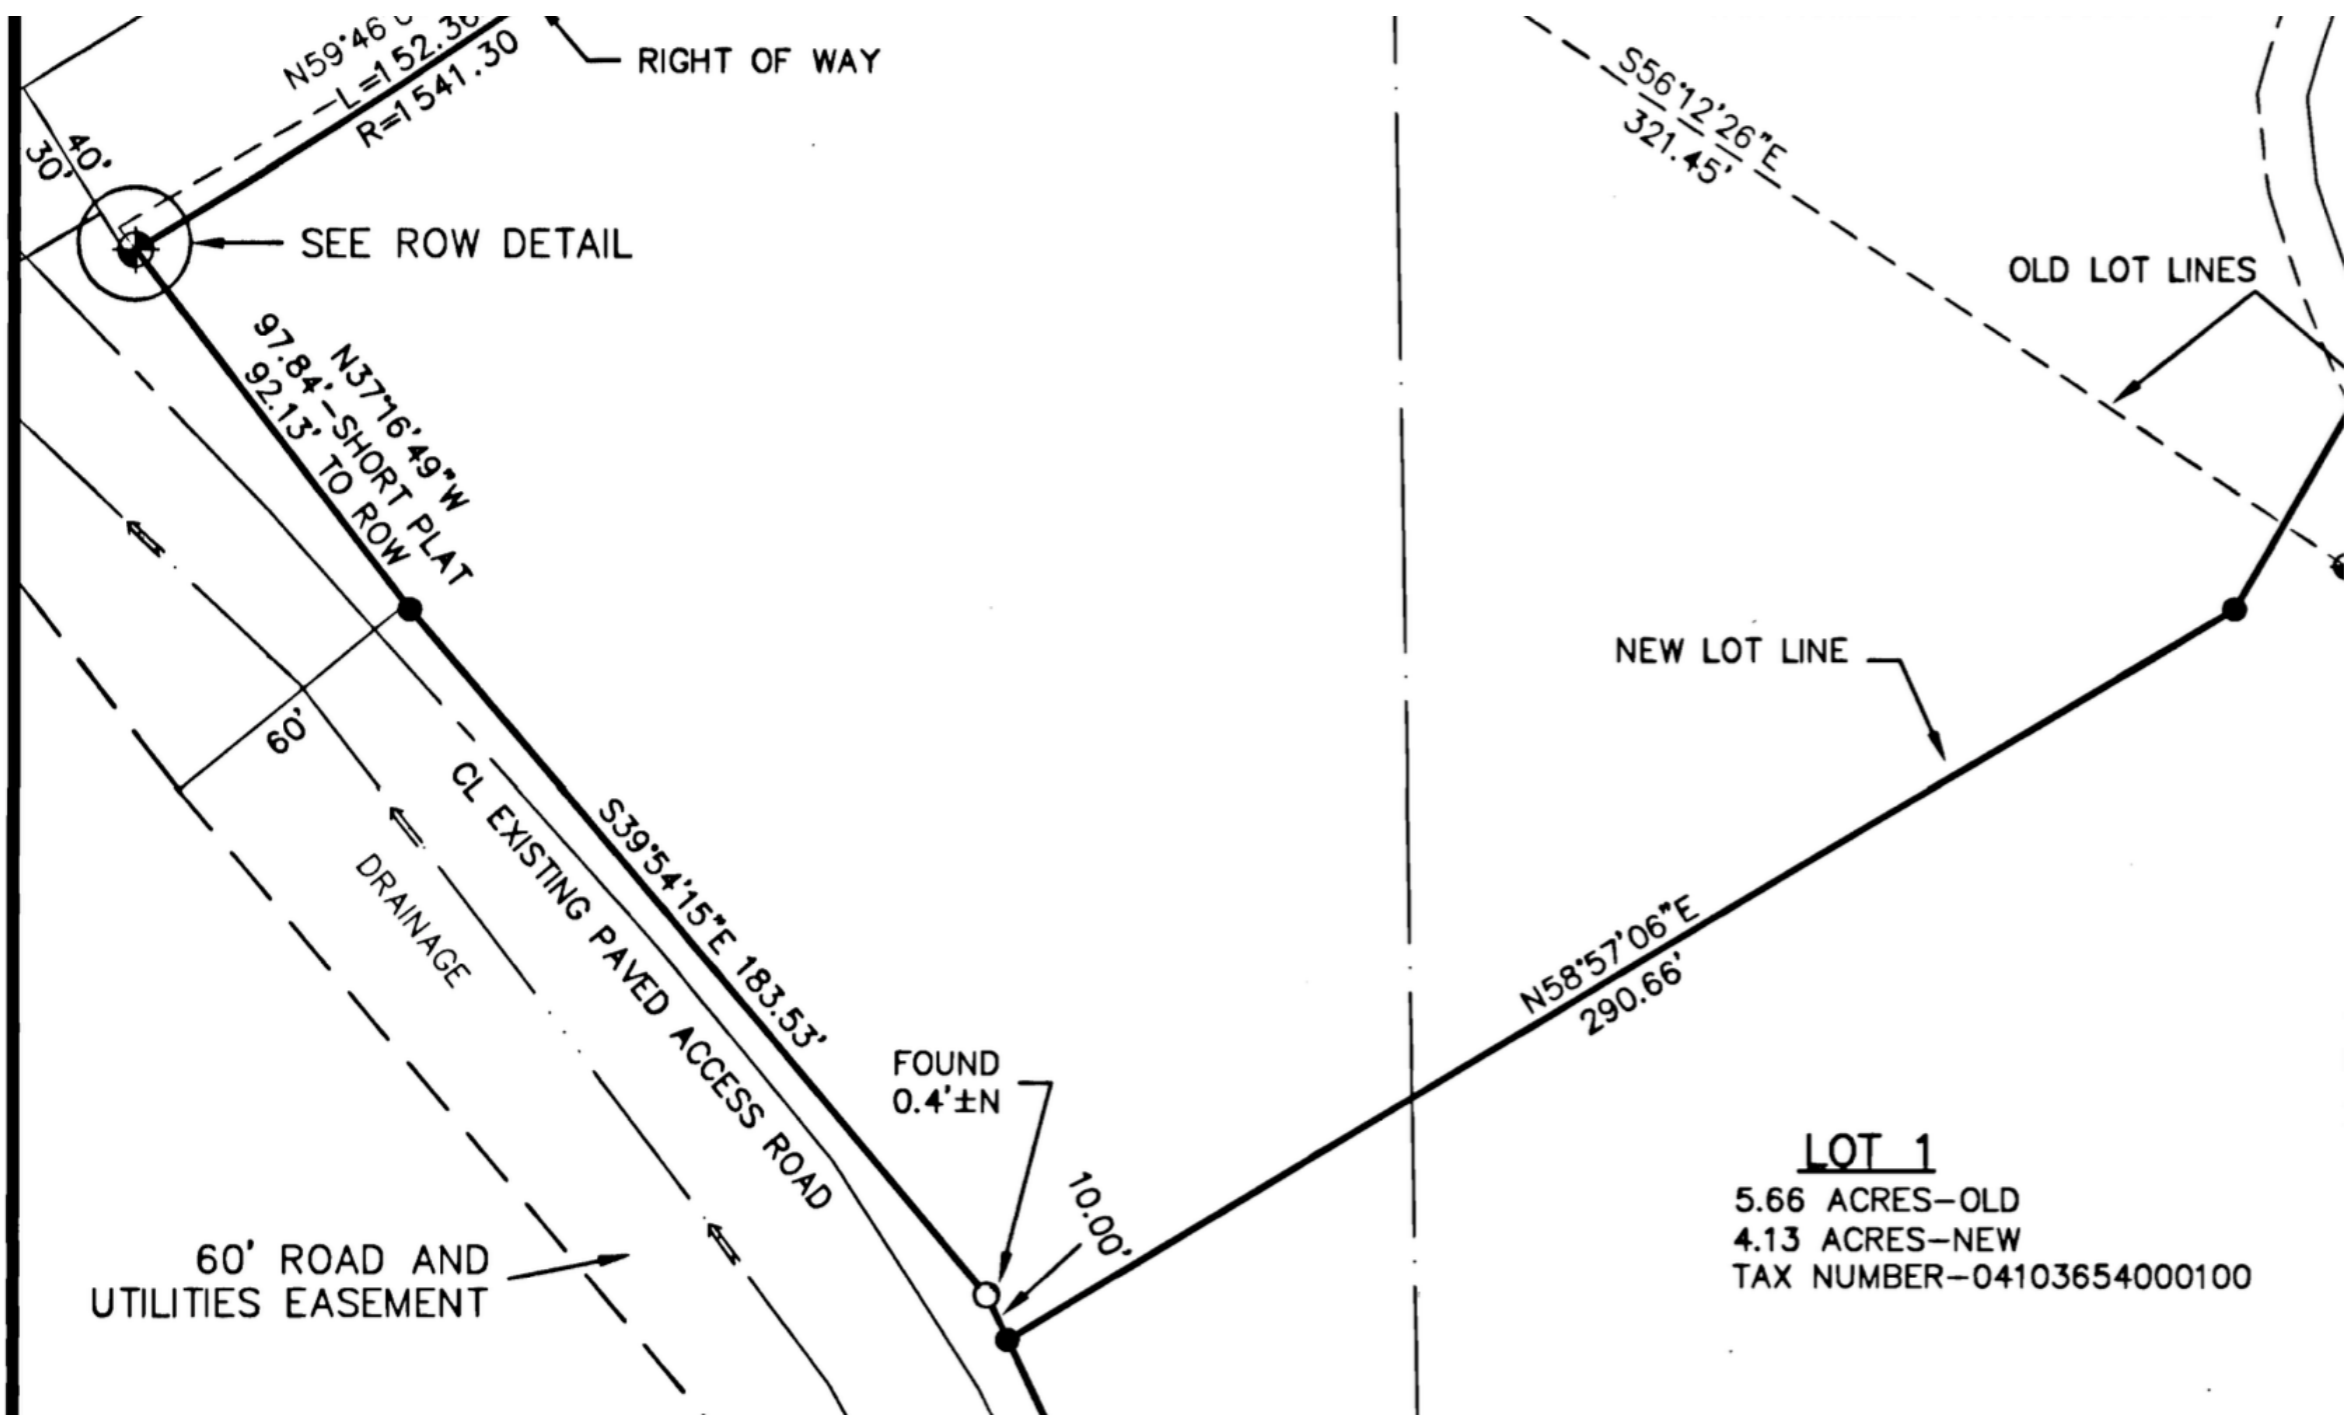 N59°46'
L=152.36
R=1541.30
RIGHT OF WAY
S56°12'26"E
321.45'
40'
30'
SEE ROW DETAIL
OLD LOT LINES
N37°16'49"W
97.84'-SHORT PLAT
92.13' TO ROW
NEW LOT LINE
60'
CL EXISTING PAVED ACCESS ROAD
S39°54'15"E 183.53'
DRAINAGE
N58°57'06"E
290.66'
FOUND
0.4'±N
10.00'
LOT 1
5.66 ACRES-OLD
4.13 ACRES-NEW
TAX NUMBER-04103654000100
60' ROAD AND
UTILITIES EASEMENT